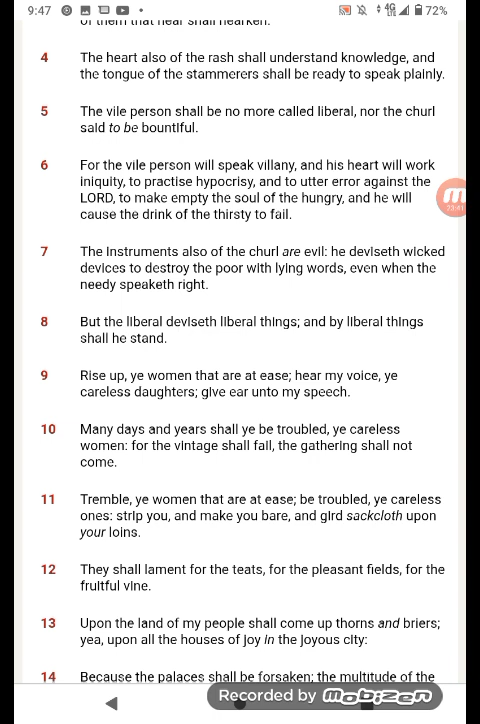 9:47 4G 72%
of them that hear shall hearken.
4 The heart also of the rash shall understand knowledge, and
the tongue of the stammerers shall be ready to speak plainly.
5 The vile person shall be no more called liberal, nor the churl
said to be bountiful.
6 For the vile person will speak villany, and his heart will work
iniquity, to practise hypocrisy, and to utter error against the
LORD, to make empty the soul of the hungry, and he will
cause the drink of the thirsty to fail.
23:41
7 The instruments also of the churl are evil: he deviseth wicked
devices to destroy the poor with lying words, even when the
needy speaketh right.
8 But the liberal deviseth liberal things; and by liberal things
shall he stand.
9 Rise up, ye women that are at ease; hear my voice, ye
careless daughters; give ear unto my speech.
10 Many days and years shall ye be troubled, ye careless
women: for the vintage shall fail, the gathering shall not
come.
11 Tremble, ye women that are at ease; be troubled, ye careless
ones: strip you, and make you bare, and gird sackcloth upon
your loins.
12 They shall lament for the teats, for the pleasant fields, for the
fruitful vine.
13 Upon the land of my people shall come up thorns and briers;
yea, upon all the houses of joy in the joyous city:
14 Because the palaces shall be forsaken; the multitude of the
Recorded by mobizen